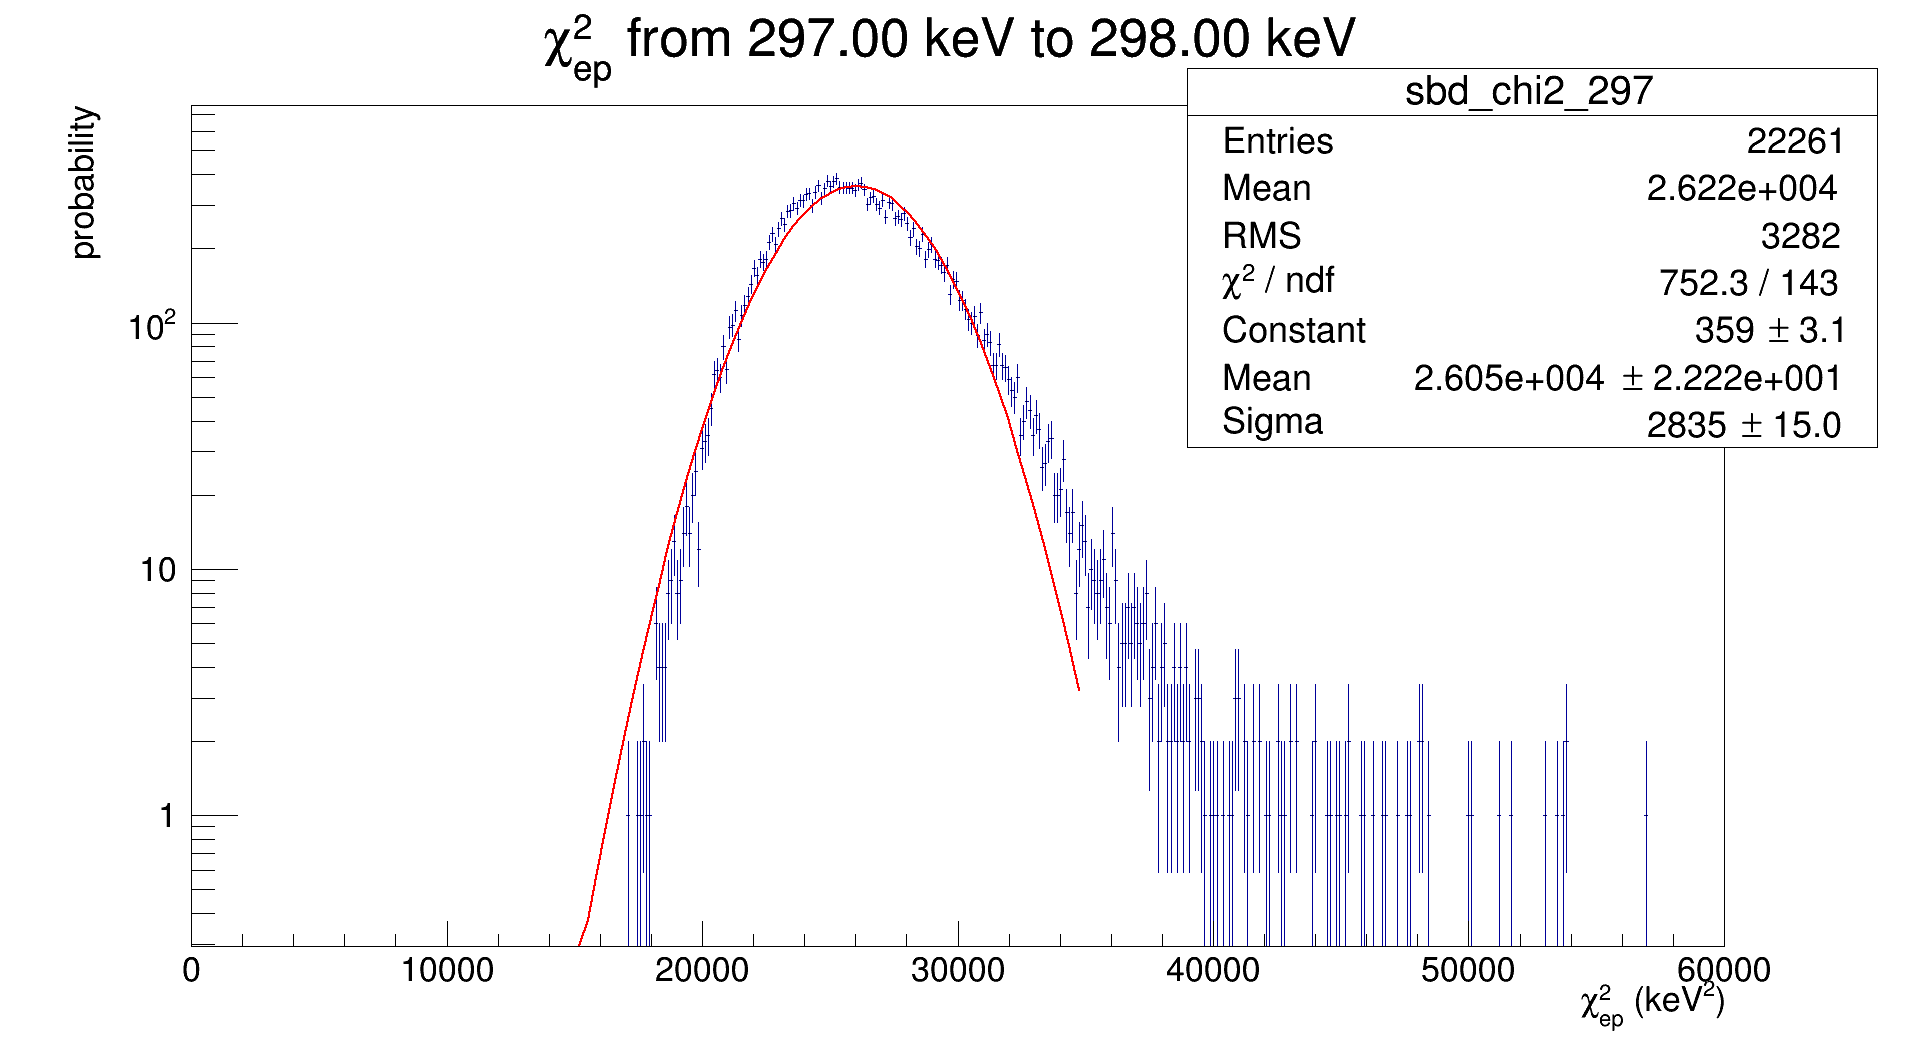 χ²ep from 297.00 keV to 298.00 keV
probability
sbd_chi2_297
Entries 22261
Mean 2.622e+004
RMS 3282
χ² / ndf 752.3 / 143
Constant 359 ± 3.1
Mean 2.605e+004 ± 2.222e+001
Sigma 2835 ± 15.0
10²
10
1
0 10000 20000 30000 40000 50000 60000
χ²ep (keV²)